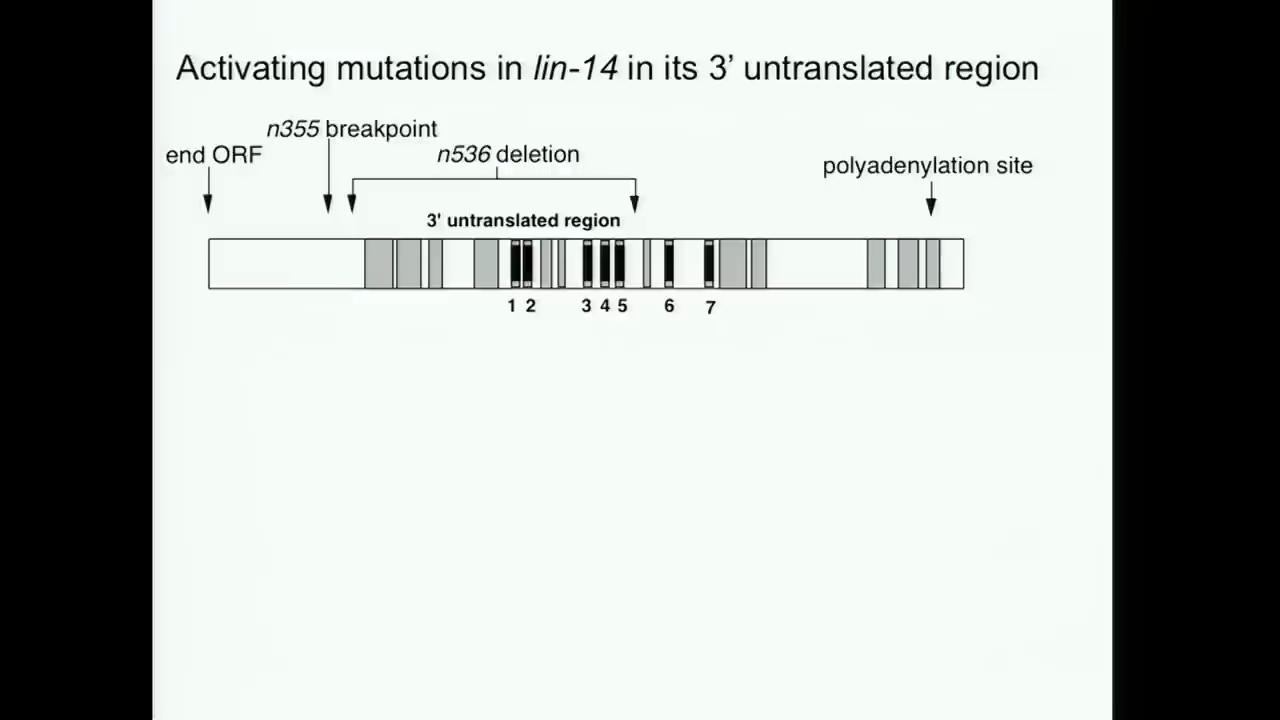 Activating mutations in lin-14 in its 3’ untranslated region
n355 breakpoint
end ORF
n536 deletion
polyadenylation site
3' untranslated region
1 2 3 4 5 6 7